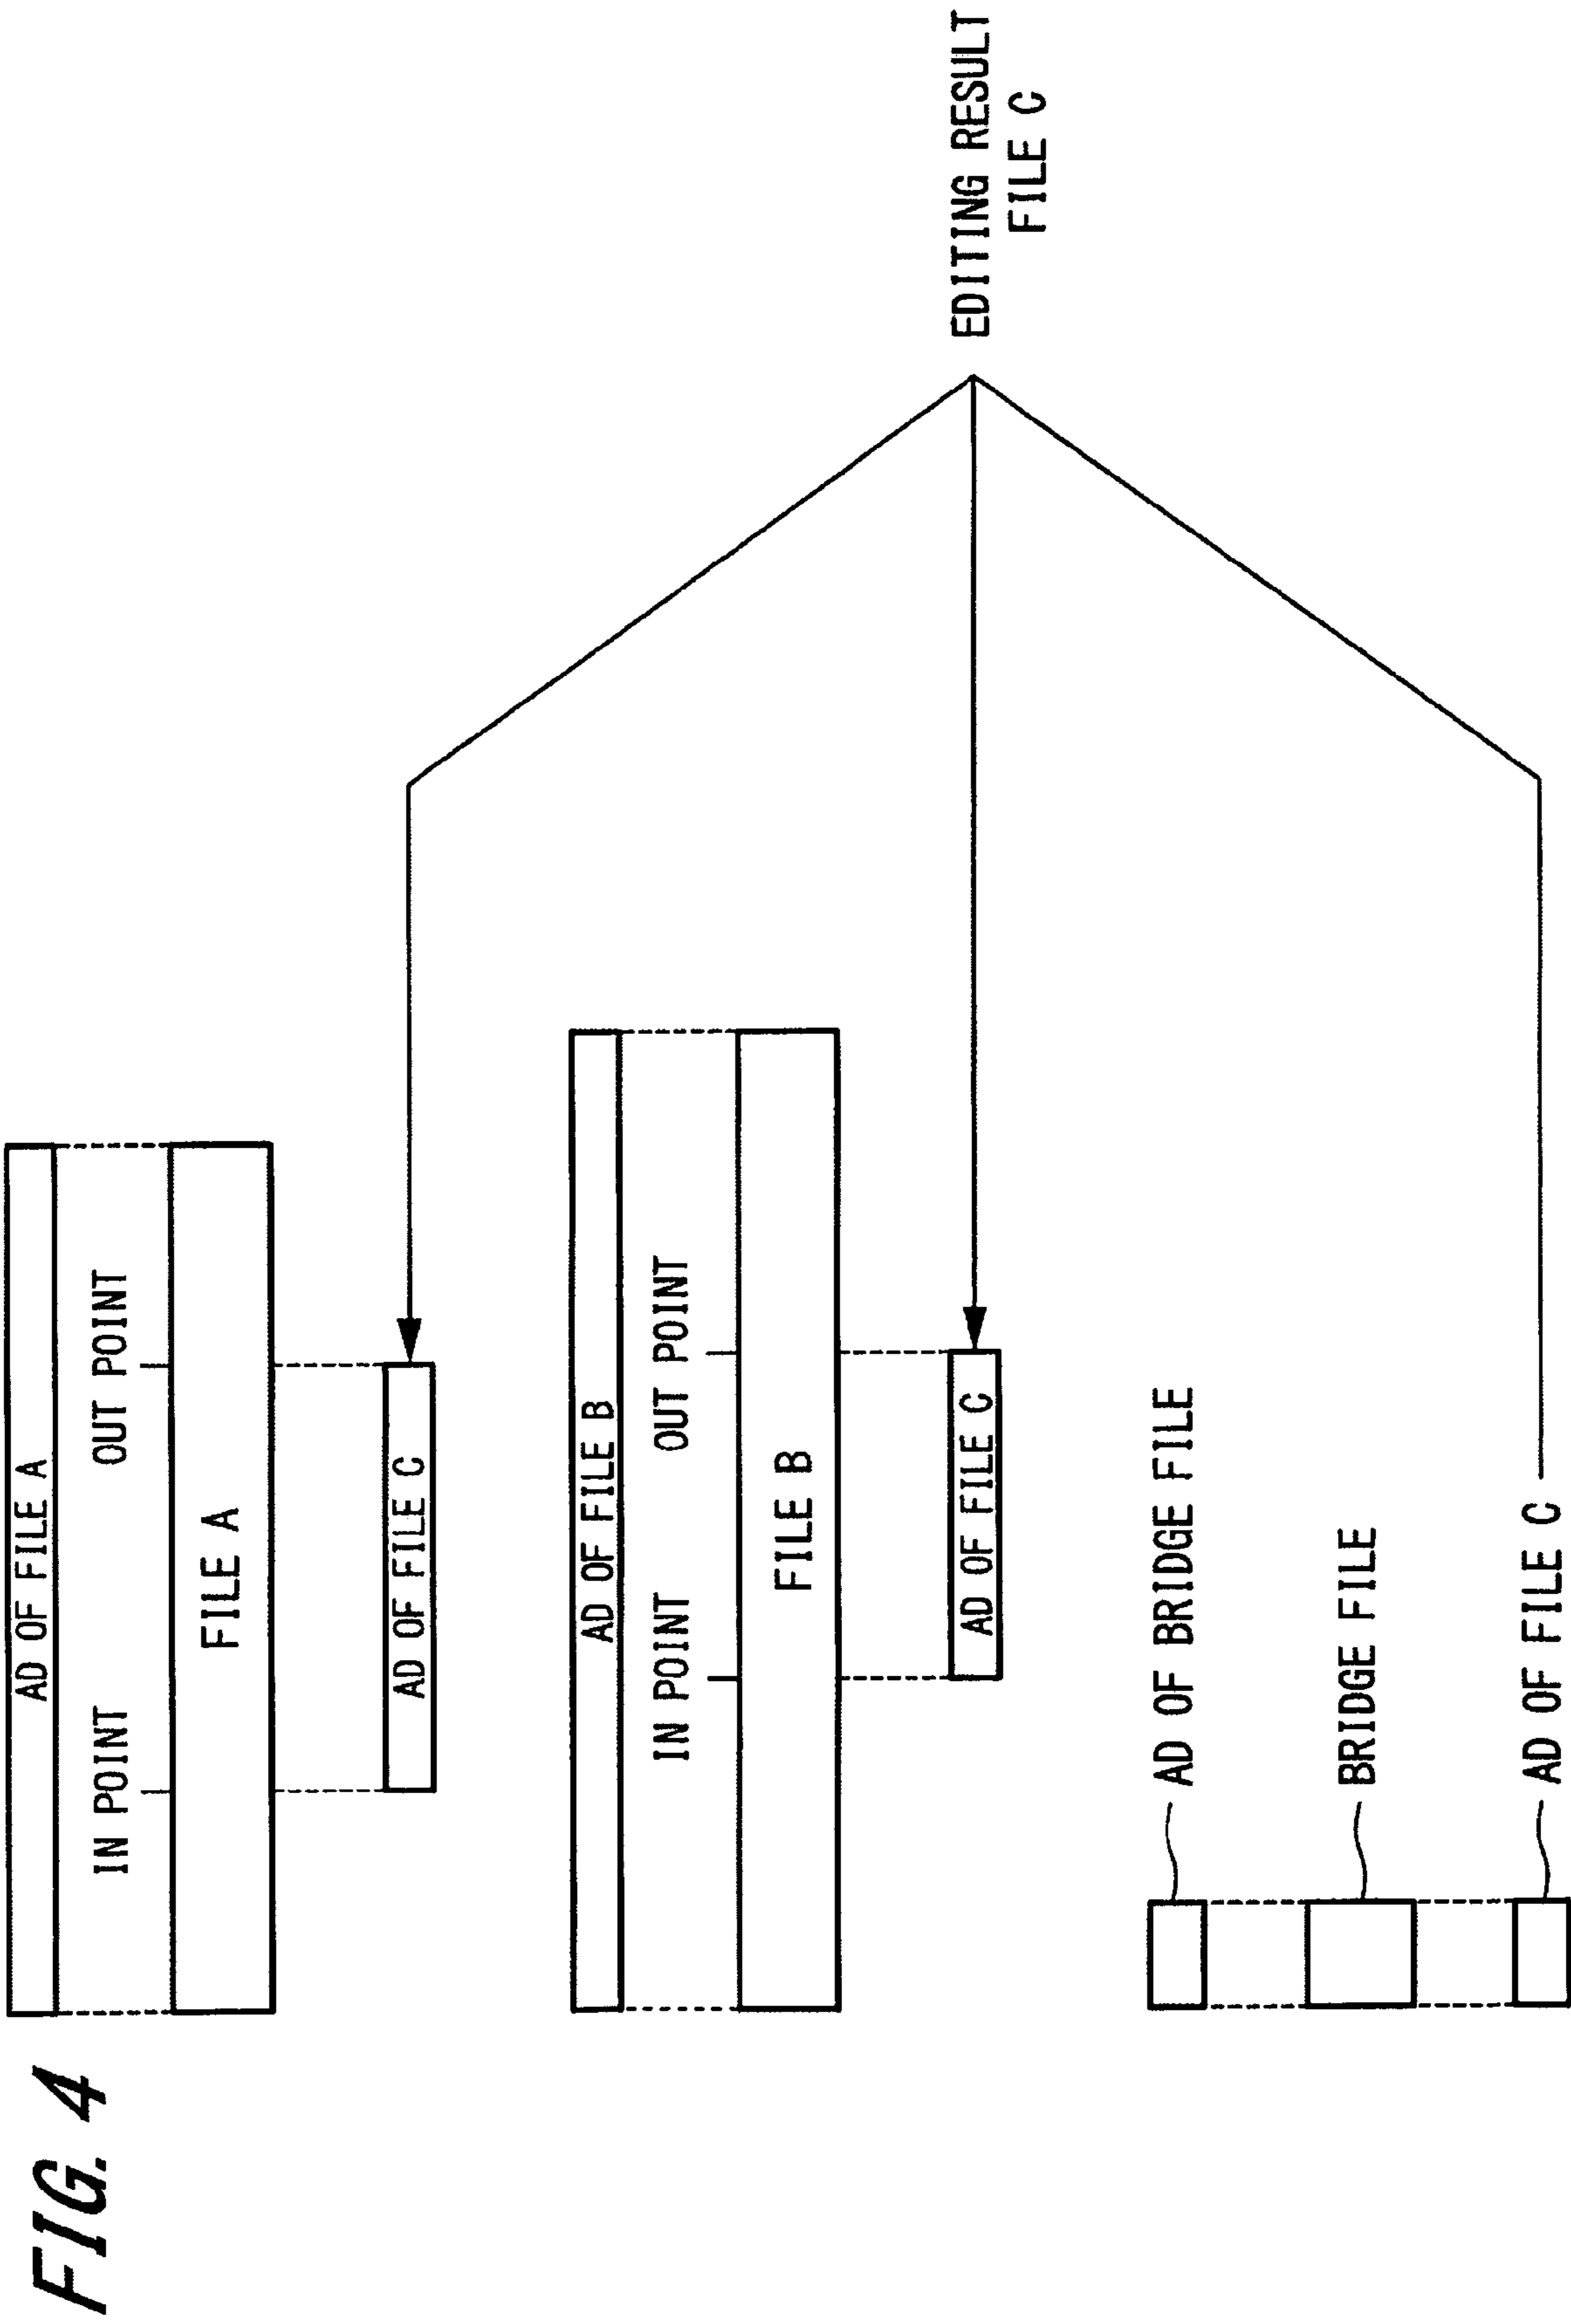 FIG. 4
AD OF FILE A
IN POINT
OUT POINT
FILE A
AD OF FILE C
AD OF FILE B
IN POINT
OUT POINT
FILE B
AD OF FILE C
EDITING RESULT
FILE C
AD OF BRIDGE FILE
BRIDGE FILE
AD OF FILE C